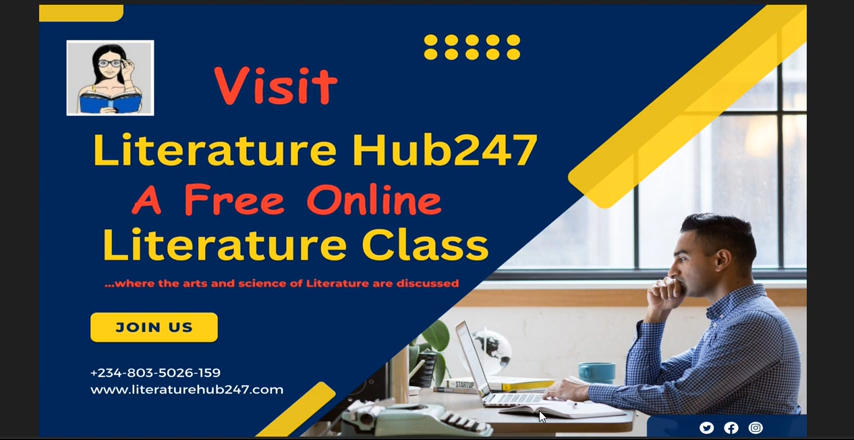 Visit
Literature Hub247
A Free Online
Literature Class
...where the arts and science of Literature are discussed
JOIN US
+234-803-5026-159
www.literaturehub247.com
STARTUP